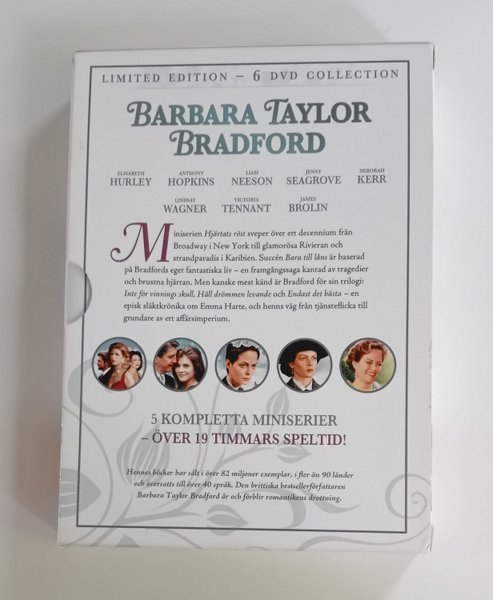 LIMITED EDITION – 6 DVD COLLECTION
BARBARA TAYLOR
BRADFORD
ELISABETH HURLEY ANTHONY HOPKINS LIAM NEESON JENNY SEAGROVE DEBORAH KERR
LINDSAY WAGNER VICTORIA TENNANT JAMES BROLIN
Miniserien Hjärtats röst sveper över ett decennium från
Broadway i New York till glamorösa Rivieran och
strandparadis i Karibien. Succén Bara till låns är baserad
på Bradfords eget fantastiska liv – en framgångssaga kantad av tragedier
och brustna hjärtan. Men kanske mest känd är Bradford för sin trilogi:
Inte för vinnings skull, Håll drömmen levande och Endast det bästa – en
episk släktkrönika om Emma Harte, och henns väg från tjänsteflicka till
grundare av ett affärsimperium.
5 KOMPLETTA MINISERIER
– ÖVER 19 TIMMARS SPELTID!
Hennes böcker har sålt i över 82 miljoner exemplar, i fler än 90 länder
och översatts till över 40 språk. Den brittiska bestsellerförfattaren
Barbara Taylor Bradford är och förblir romantikens drottning.